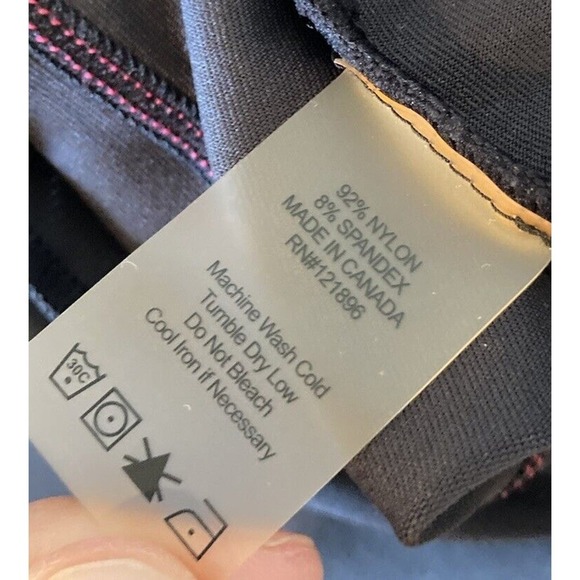 92% NYLON
8% SPANDEX
MADE IN CANADA
RN#121896
Machine Wash Cold
Tumble Dry Low
Do Not Bleach
Cool Iron if Necessary
30C